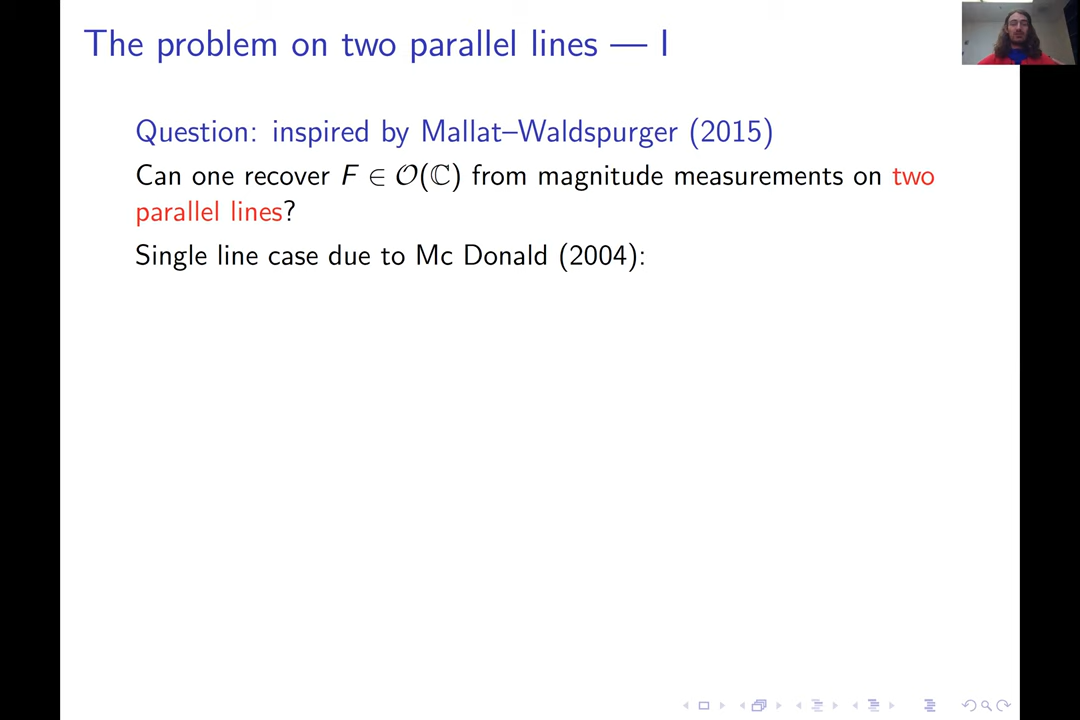 The problem on two parallel lines — I
Question: inspired by Mallat–Waldspurger (2015)
Can one recover F ∈ 𝒪(ℂ) from magnitude measurements on two
parallel lines?
Single line case due to Mc Donald (2004):